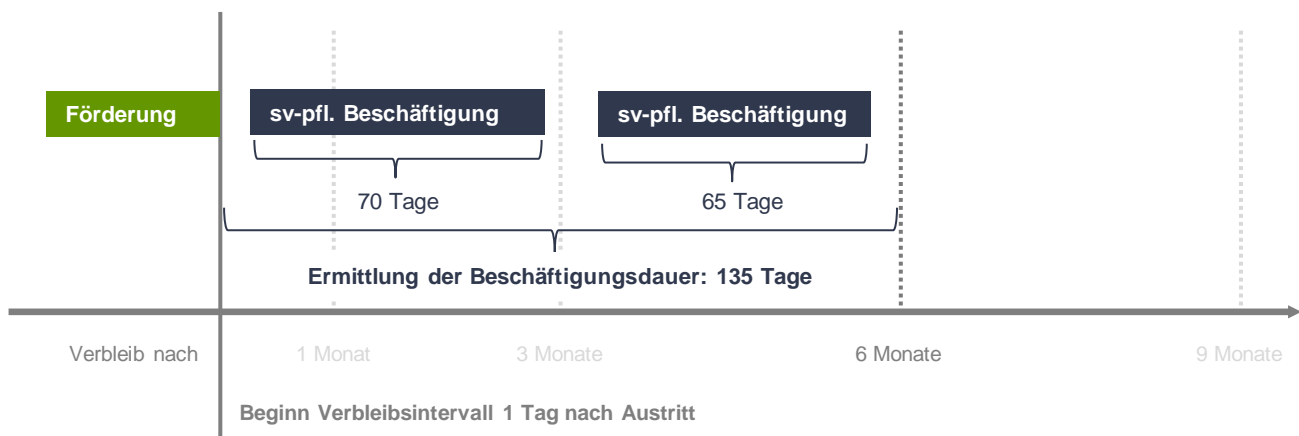 Förderung
sv-pfl. Beschäftigung
sv-pfl. Beschäftigung
70 Tage
65 Tage
Ermittlung der Beschäftigungsdauer: 135 Tage
Verbleib nach
1 Monat
3 Monate
6 Monate
9 Monate
Beginn Verbleibsintervall 1 Tag nach Austritt